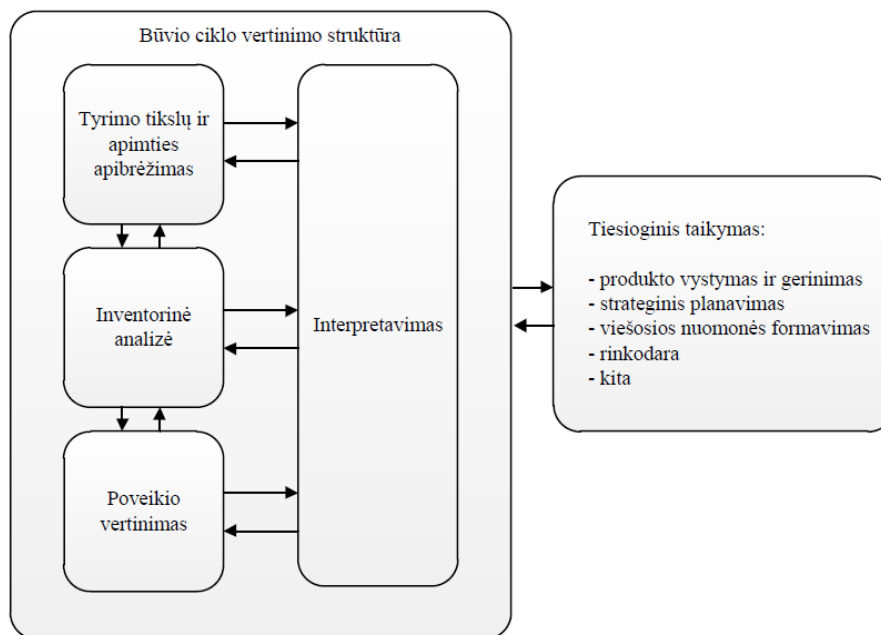 Būvio ciklo vertinimo struktūra
Tyrimo tikslų ir
apimties
apibrėžimas
Inventorinė
analizė
Poveikio
vertinimas
Interpretavimas
Tiesioginis taikymas:
- produkto vystymas ir gerinimas
- strateginis planavimas
- viešosios nuomonės formavimas
- rinkodara
- kita